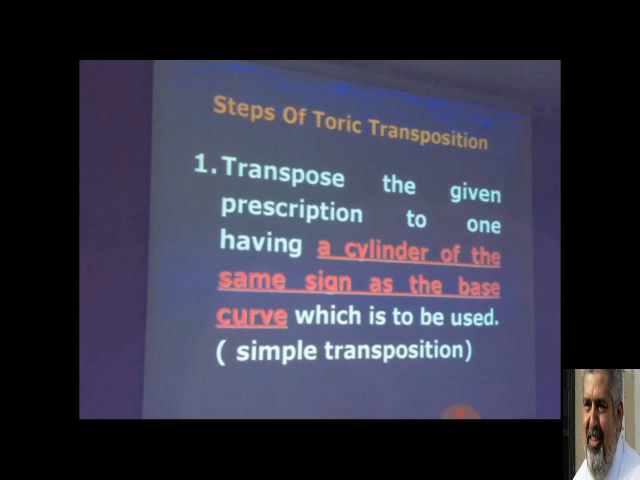 Steps Of Toric Transposition
1. Transpose the given
prescription to one
having a cylinder of the
same sign as the base
curve which is to be used.
( simple transposition)